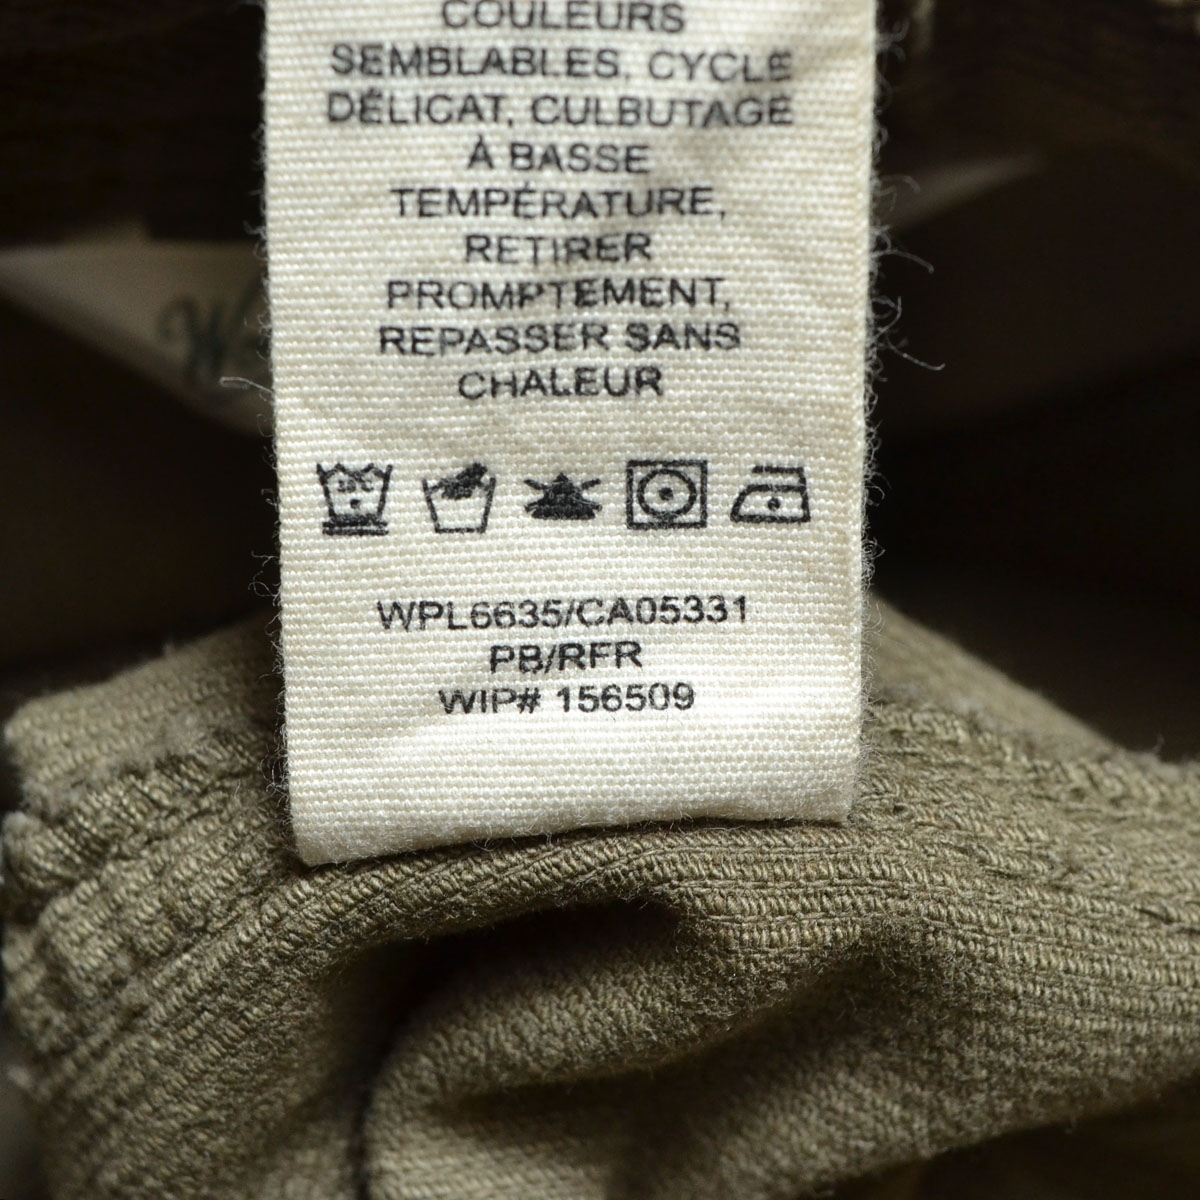 COULEURS
SEMBLABLES, CYCLE
DÉLICAT, CULBUTAGE
À BASSE
TEMPÉRATURE,
RETIRER
PROMPTEMENT,
REPASSER SANS
CHALEUR
WPL6635/CA05331
PB/RFR
WIP# 156509